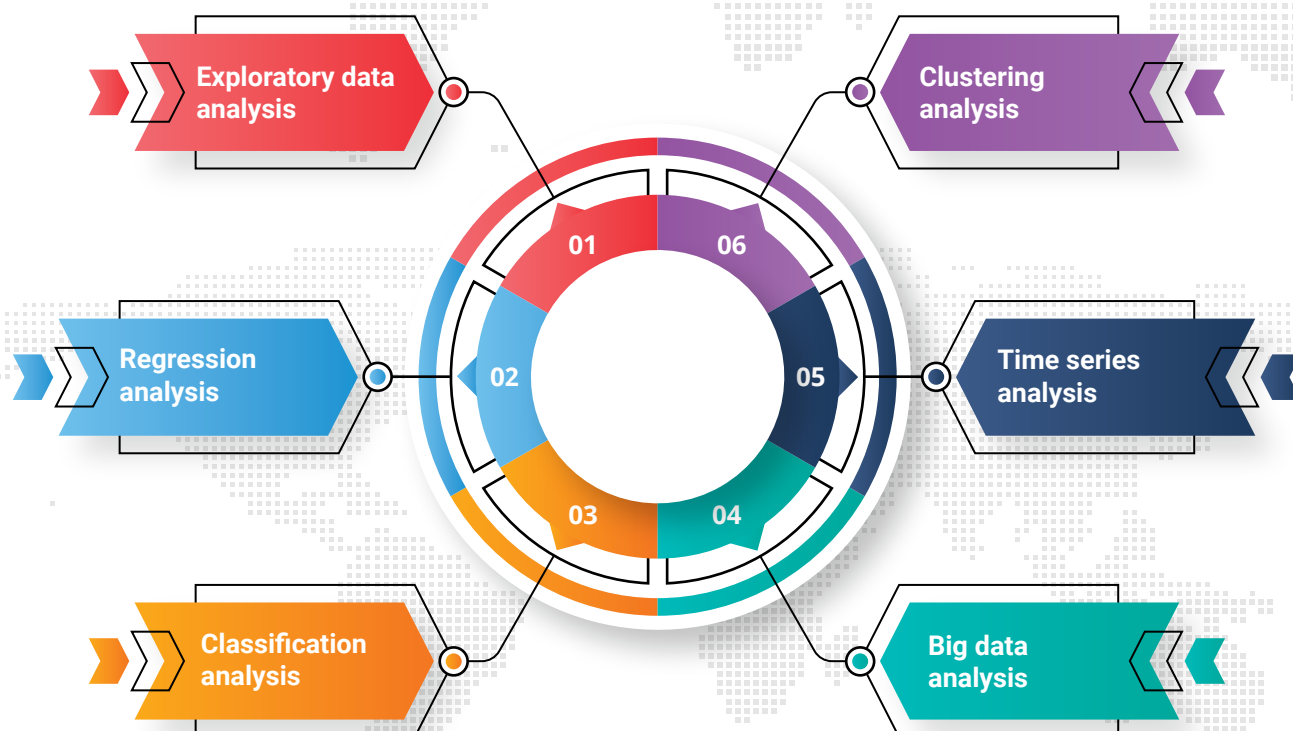 Exploratory data
analysis
Clustering
analysis
01
06
Regression
analysis
02
05
Time series
analysis
03
04
Classification
analysis
Big data
analysis